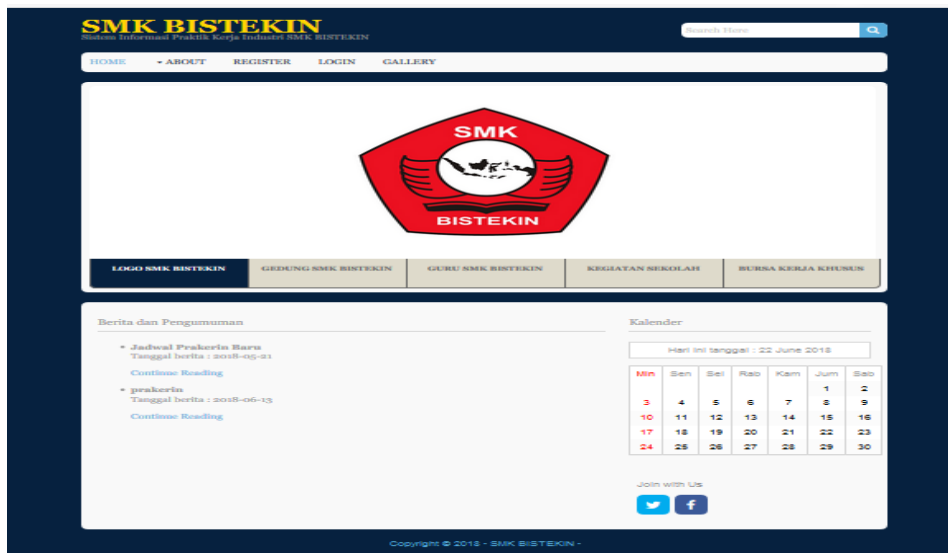 SMK BISTEKIN
Sistem Informasi Praktik Kerja Industri SMK BISTEKIN
Search Here
HOME ABOUT REGISTER LOGIN GALLERY
SMK
BISTEKIN
LOGO SMK BISTEKIN GEDUNG SMK BISTEKIN GURU SMK BISTEKIN KEGIATAN SEKOLAH BURSA KERJA KHUSUS
Berita dan Pengumuman
Jadwal Prakerin Baru
Tanggal berita : 2018-05-21
Continue Reading
prakerin
Tanggal berita : 2018-06-13
Continue Reading
Kalender
Hari ini tanggal : 22 June 2018
Min Sen Sel Rab Kam Jum Sab
1 2
3 4 5 6 7 8 9
10 11 12 13 14 15 16
17 18 19 20 21 22 23
24 25 26 27 28 29 30
Join with Us
Copyright © 2018 - SMK BISTEKIN -